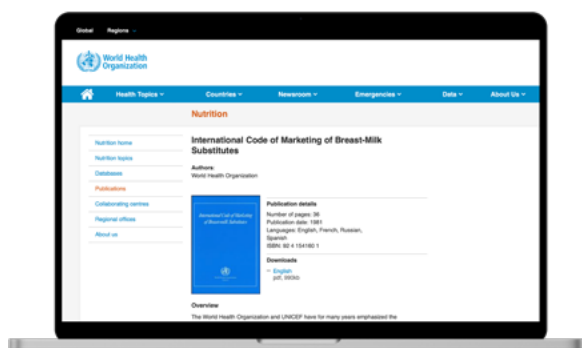 Global Regions
World Health
Organization
Health Topics Countries Newsroom Emergencies Data About Us
Nutrition
Nutrition home
Nutrition topics
Databases
Publications
Collaborating centres
Regional offices
About us
International Code of Marketing of Breast-Milk
Substitutes
Authors:
World Health Organization
International Code of Marketing
of Breast-milk Substitutes
Publication details
Number of pages: 36
Publication date: 1981
Languages: English, French, Russian,
Spanish
ISBN: 92 4 154160 1
Downloads
English
pdf, 990kb
Overview
The World Health Organization and UNICEF have for many years emphasized the